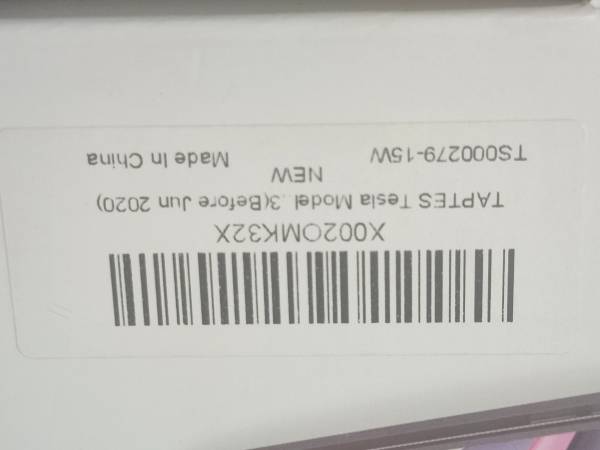 X002OMK32X
TAPTES Tesla Model ..3(Before Jun 2020)
NEW
TS000279-15W Made In China